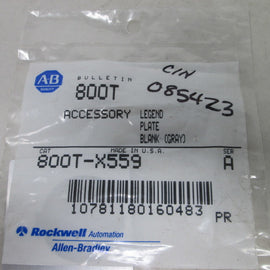 AB
BULLETIN
800T
C/N
085423
ACCESSORY
LEGEND
PLATE
BLANK (GRAY)
CAT
MADE IN U.S.A.
SER
800T-X559
A
10781180160483
PR
Rockwell Automation
Allen-Bradley